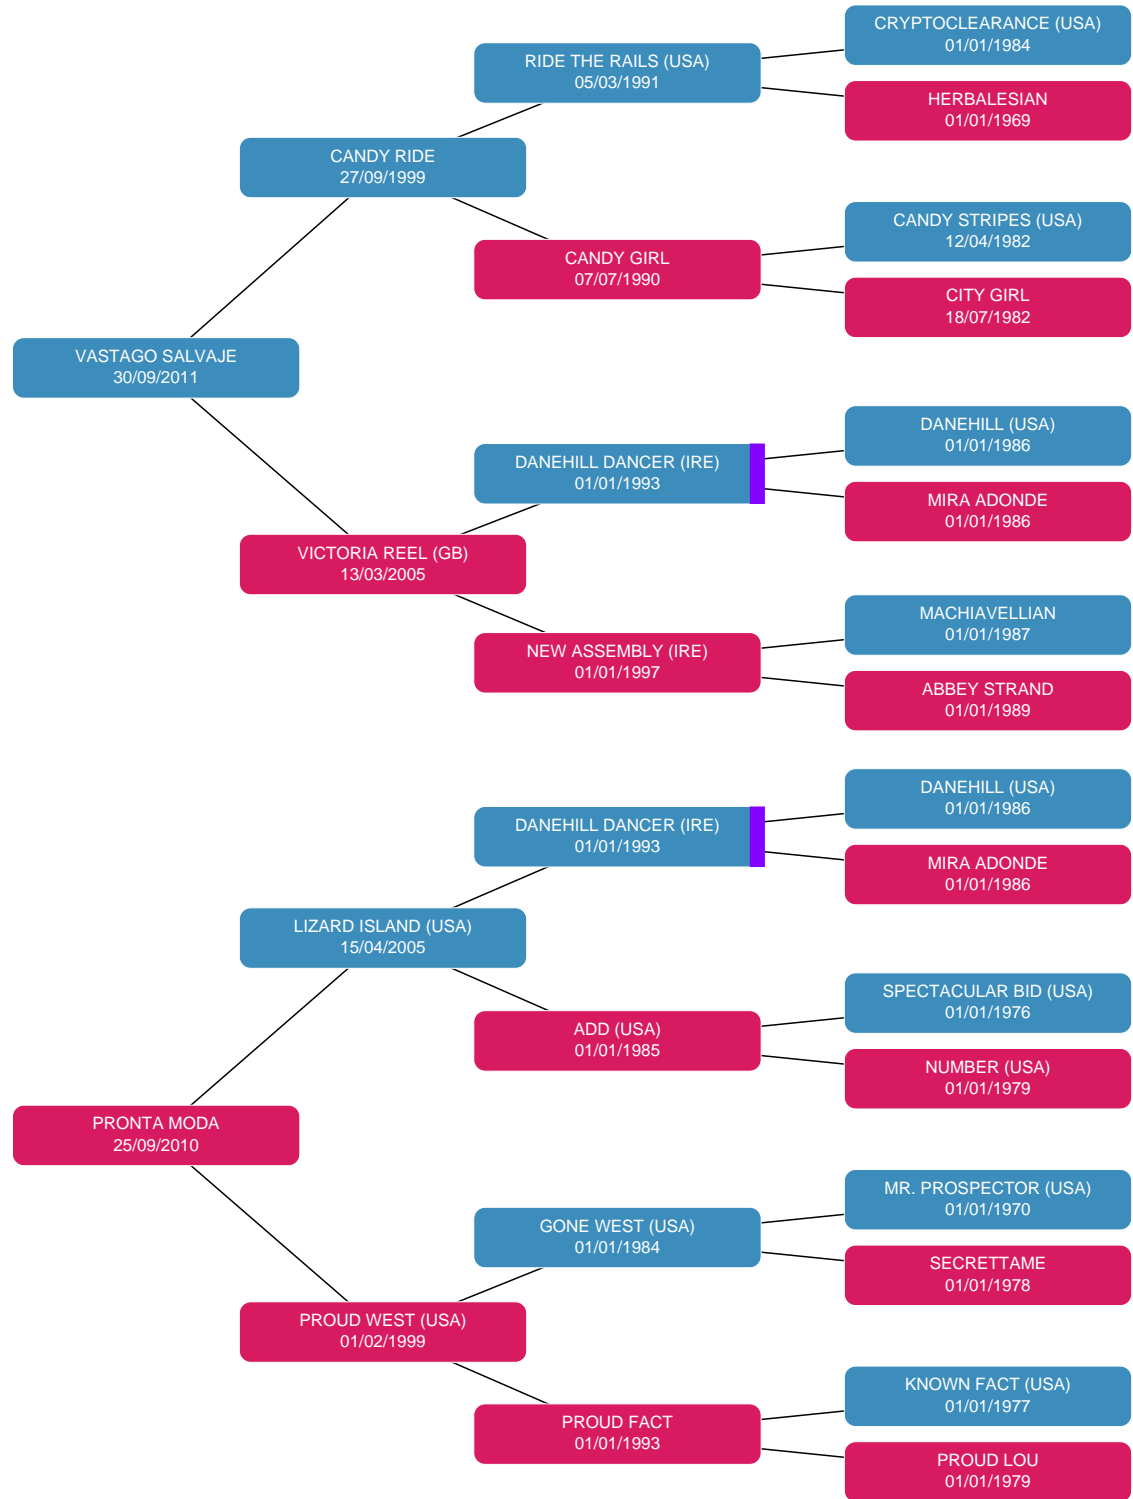 CRYPTOCLEARANCE (USA)
01/01/1984
RIDE THE RAILS (USA)
05/03/1991
HERBALESIAN
01/01/1969
CANDY RIDE
27/09/1999
CANDY STRIPES (USA)
12/04/1982
CANDY GIRL
07/07/1990
CITY GIRL
18/07/1982
VASTAGO SALVAJE
30/09/2011
DANEHILL (USA)
01/01/1986
DANEHILL DANCER (IRE)
01/01/1993
MIRA ADONDE
01/01/1986
VICTORIA REEL (GB)
13/03/2005
MACHIAVELLIAN
01/01/1987
NEW ASSEMBLY (IRE)
01/01/1997
ABBEY STRAND
01/01/1989
DANEHILL (USA)
01/01/1986
DANEHILL DANCER (IRE)
01/01/1993
MIRA ADONDE
01/01/1986
LIZARD ISLAND (USA)
15/04/2005
SPECTACULAR BID (USA)
01/01/1976
ADD (USA)
01/01/1985
NUMBER (USA)
01/01/1979
PRONTA MODA
25/09/2010
MR. PROSPECTOR (USA)
01/01/1970
GONE WEST (USA)
01/01/1984
SECRETTAME
01/01/1978
PROUD WEST (USA)
01/02/1999
KNOWN FACT (USA)
01/01/1977
PROUD FACT
01/01/1993
PROUD LOU
01/01/1979